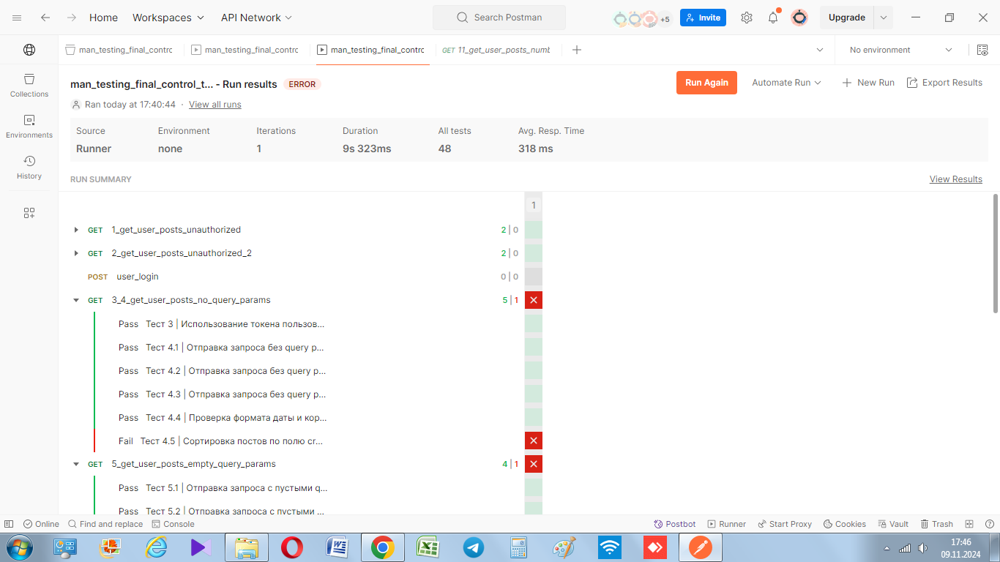 Home Workspaces API Network Search Postman +5 Invite Upgrade
man_testing_final_contro man_testing_final_contro man_testing_final_contro GET 11_get_user_posts_numb No environment
man_testing_final_control_t... - Run results ERROR Run Again Automate Run New Run Export Results
Ran today at 17:40:44 · View all runs
Collections
Environments
History
Source Environment Iterations Duration All tests Avg. Resp. Time
Runner none 1 9s 323ms 48 318 ms
RUN SUMMARY View Results
1
GET 1_get_user_posts_unauthorized 2 | 0
GET 2_get_user_posts_unauthorized_2 2 | 0
POST user_login 0 | 0
GET 3_4_get_user_posts_no_query_params 5 | 1
Pass Тест 3 | Использование токена пользов...
Pass Тест 4.1 | Отправка запроса без query p...
Pass Тест 4.2 | Отправка запроса без query p...
Pass Тест 4.3 | Отправка запроса без query p...
Pass Тест 4.4 | Проверка формата даты и кор...
Fail Тест 4.5 | Сортировка постов по полю cr...
GET 5_get_user_posts_empty_query_params 4 | 1
Pass Тест 5.1 | Отправка запроса с пустыми q...
Pass Тест 5.2 | Отправка запроса с пустыми ...
Online Find and replace Console Postbot Runner Start Proxy Cookies Vault Trash
17:46
09.11.2024